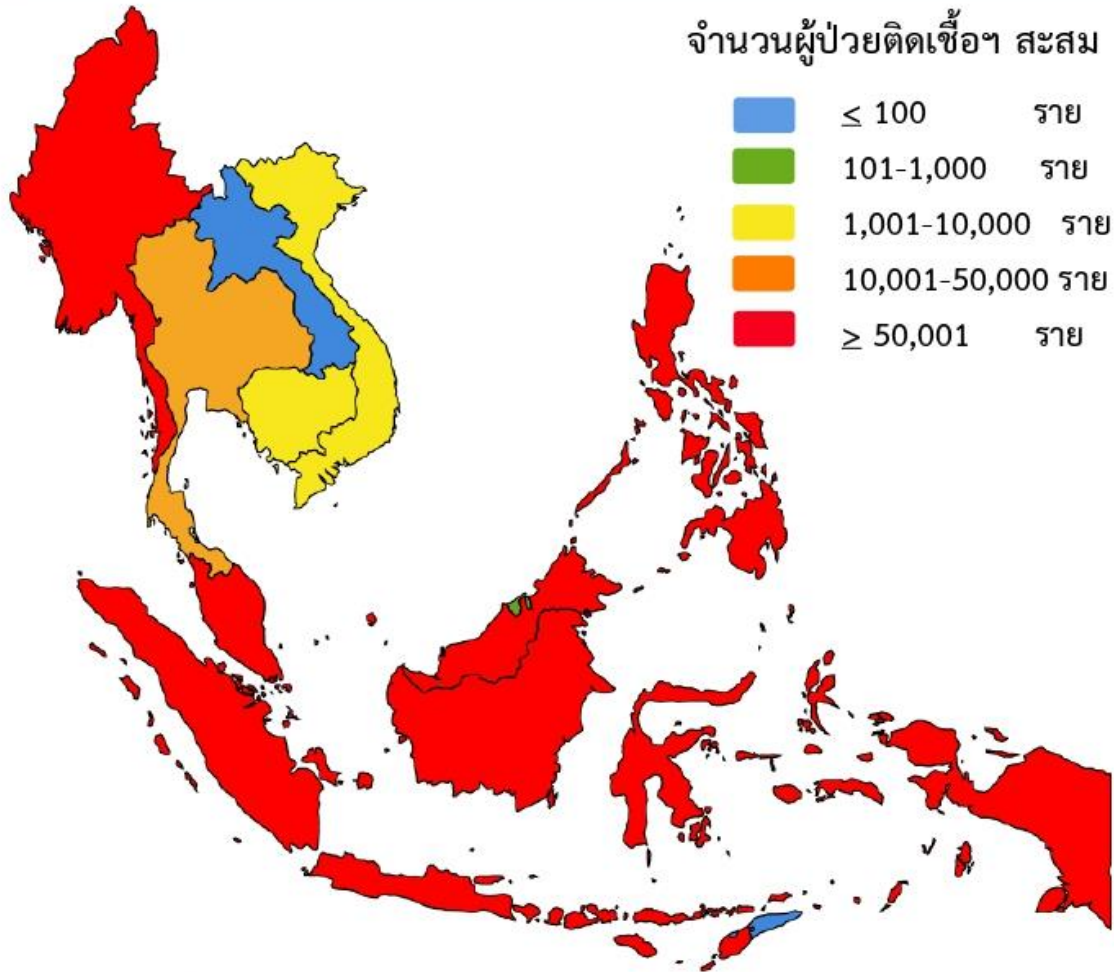 จำนวนผู้ป่วยติดเชื้อฯ สะสม
≤ 100 ราย
101-1,000 ราย
1,001-10,000 ราย
10,001-50,000 ราย
≥ 50,001 ราย